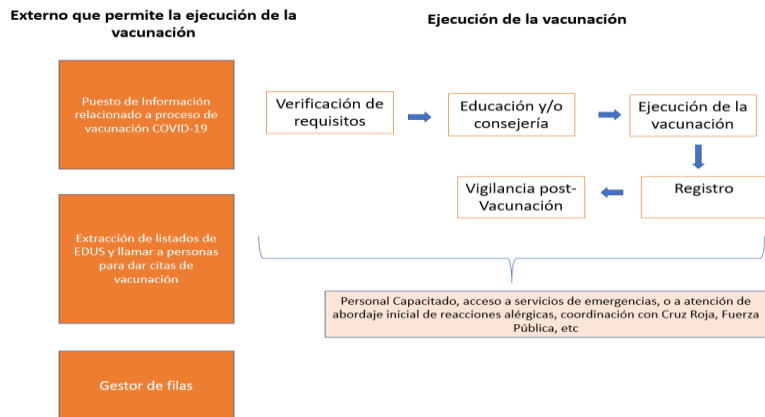 Externo que permite la ejecución de la
vacunación
Ejecución de la vacunación
Puesto de Información
relacionado a proceso de
vacunación COVID-19
Verificación de
requisitos
Educación y/o
consejería
Ejecución de la
vacunación
Vigilancia post-
Vacunación
Registro
Extracción de listados de
EDUS y llamar a personas
para dar citas de
vacunación
Personal Capacitado, acceso a servicios de emergencias, o a atención de
abordaje inicial de reacciones alérgicas, coordinación con Cruz Roja, Fuerza
Pública, etc
Gestor de filas